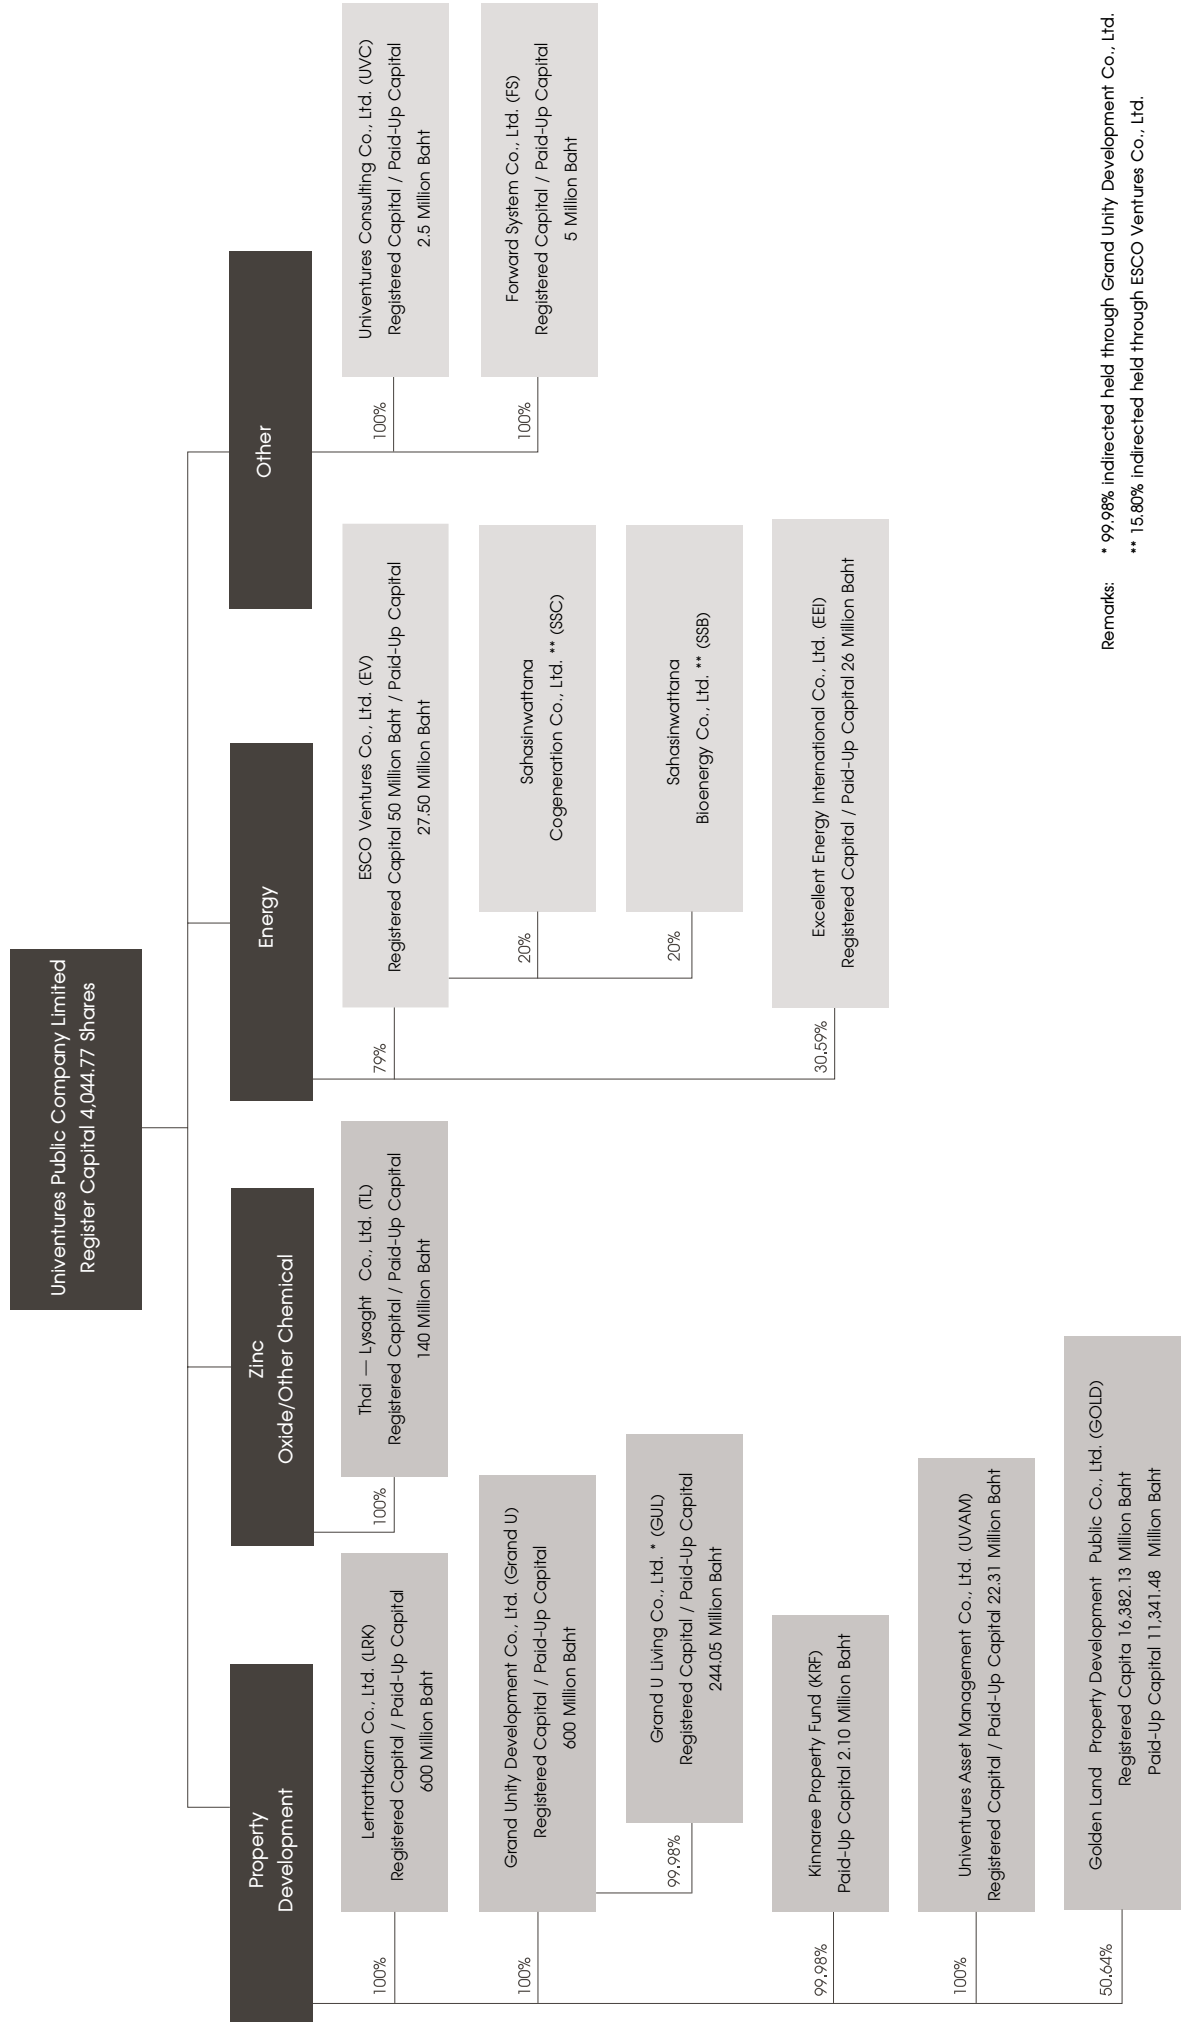 Univentures Public Company Limited
Register Capital 4,044.77 Shares
Property
Development
100%
Lertrattakarn Co., Ltd. (LRK)
Registered Capital / Paid-Up Capital
600 Million Baht
100%
Grand Unity Development Co., Ltd. (Grand U)
Registered Capital / Paid-Up Capital
600 Million Baht
99.98%
Grand U Living Co., Ltd. * (GUL)
Registered Capital / Paid-Up Capital
244.05 Million Baht
99.98%
Kinnaree Property Fund (KRF)
Paid-Up Capital 2.10 Million Baht
100%
Univentures Asset Management Co., Ltd. (UVAM)
Registered Capital / Paid-Up Capital 22.31 Million Baht
50.64%
Golden Land Property Development Public Co., Ltd. (GOLD)
Registered Capita 16,382.13 Million Baht
Paid-Up Capital 11,341.48 Million Baht
Zinc
Oxide/Other Chemical
100%
Thai — Lysaght Co., Ltd. (TL)
Registered Capital / Paid-Up Capital
140 Million Baht
Energy
79%
ESCO Ventures Co., Ltd. (EV)
Registered Capital 50 Million Baht / Paid-Up Capital
27.50 Million Baht
20%
Sahasinwattana
Cogeneration Co., Ltd. ** (SSC)
20%
Sahasinwattana
Bioenergy Co., Ltd. ** (SSB)
30.59%
Excellent Energy International Co., Ltd. (EEI)
Registered Capital / Paid-Up Capital 26 Million Baht
Other
100%
Univentures Consulting Co., Ltd. (UVC)
Registered Capital / Paid-Up Capital
2.5 Million Baht
100%
Forward System Co., Ltd. (FS)
Registered Capital / Paid-Up Capital
5 Million Baht
Remarks: * 99.98% indirected held through Grand Unity Development Co., Ltd.
** 15.80% indirected held through ESCO Ventures Co., Ltd.